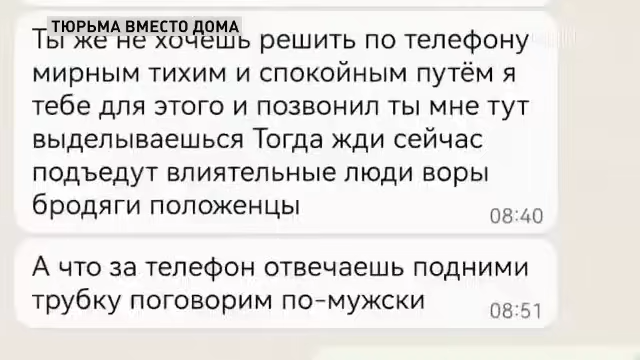 ТЮРЬМА ВМЕСТО ДОМА
Ты же не хочешь решить по телефону
мирным тихим и спокойным путём я
тебе для этого и позвонил ты мне тут
выделываешься Тогда жди сейчас
подъедут влиятельные люди воры
бродяги положенцы
08:40
А что за телефон отвечаешь подними
трубку поговорим по-мужски
08:51